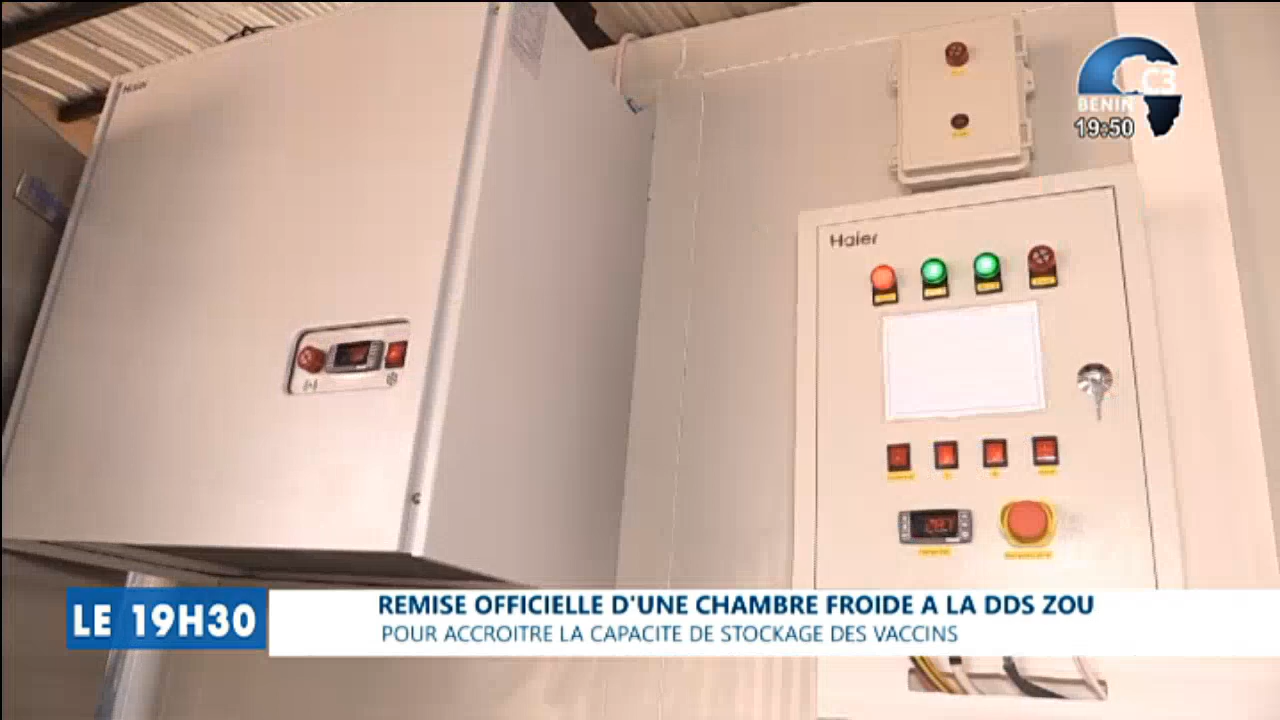 Haier
C3
BENIN
19:50
Haier
LE 19H30
REMISE OFFICIELLE D'UNE CHAMBRE FROIDE A LA DDS ZOU
POUR ACCROITRE LA CAPACITE DE STOCKAGE DES VACCINS